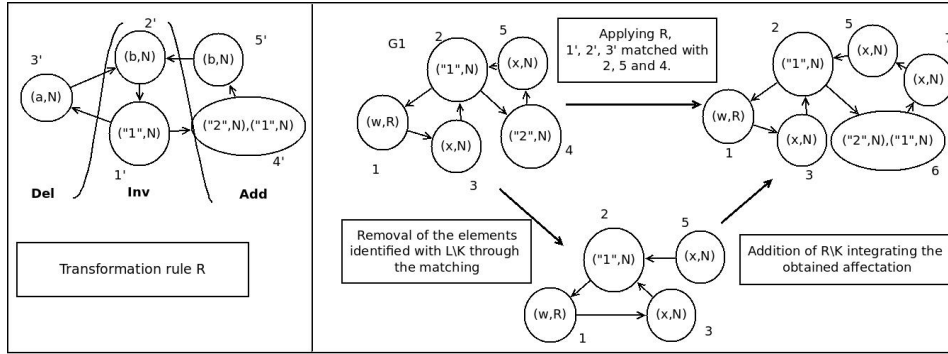 2'
(b,N)
5'
(b,N)
3'
(a,N)
("1",N)
("2",N),("1",N)
4'
1'
Del
Inv
Add
Transformation rule R
G1
2
5
("1",N)
(x,N)
(w,R)
(x,N)
("2",N)
1
3
4
Applying R,
1', 2', 3' matched with
2, 5 and 4.
2
5
7
("1",N)
(x,N)
(x,N)
(w,R)
(x,N)
("2",N),("1",N)
1
3
6
Removal of the elements
identified with L\K through
the matching
2
5
("1",N)
(x,N)
(w,R)
(x,N)
1
3
Addition of R\K integrating the
obtained affectation